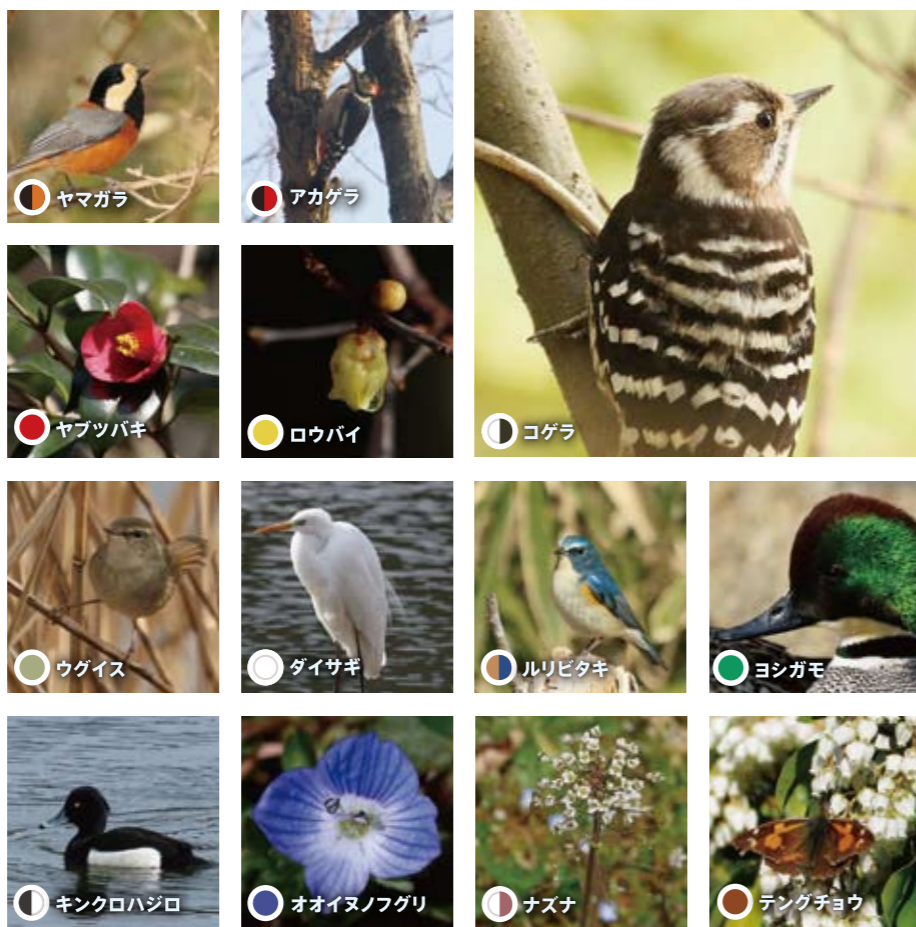 ヤマガラ
アカゲラ
コゲラ
ヤブツバキ
ロウバイ
ウグイス
ダイサギ
ルリビタキ
ヨシガモ
キンクロハジロ
オオイヌノフグリ
ナズナ
テングチョウ